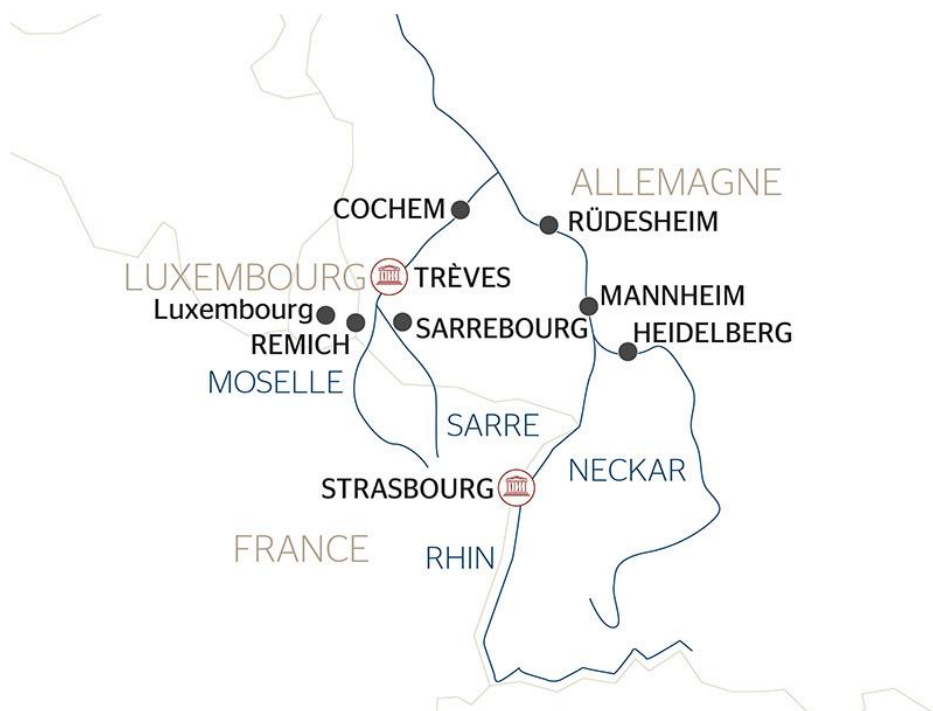 ALLEMAGNE
COCHEM
RÜDESHEIM
LUXEMBOURG
TRÈVES
Luxembourg
MANNHEIM
REMICH
SARREBOURG
HEIDELBERG
MOSELLE
SARRE
NECKAR
STRASBOURG
FRANCE
RHIN